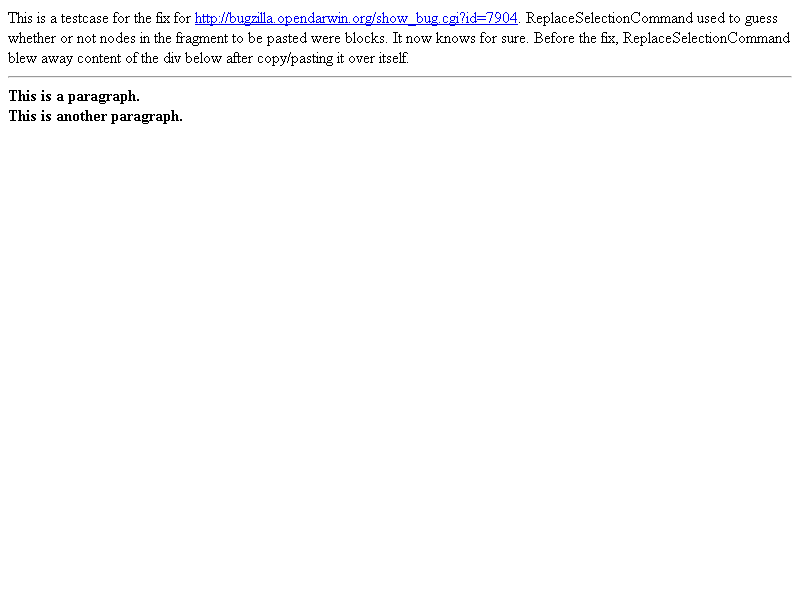 This is a testcase for the fix for http://bugzilla.opendarwin.org/show_bug.cgi?id=7904. ReplaceSelectionCommand used to guess
whether or not nodes in the fragment to be pasted were blocks. It now knows for sure. Before the fix, ReplaceSelectionCommand
blew away content of the div below after copy/pasting it over itself.
This is a paragraph.
This is another paragraph.